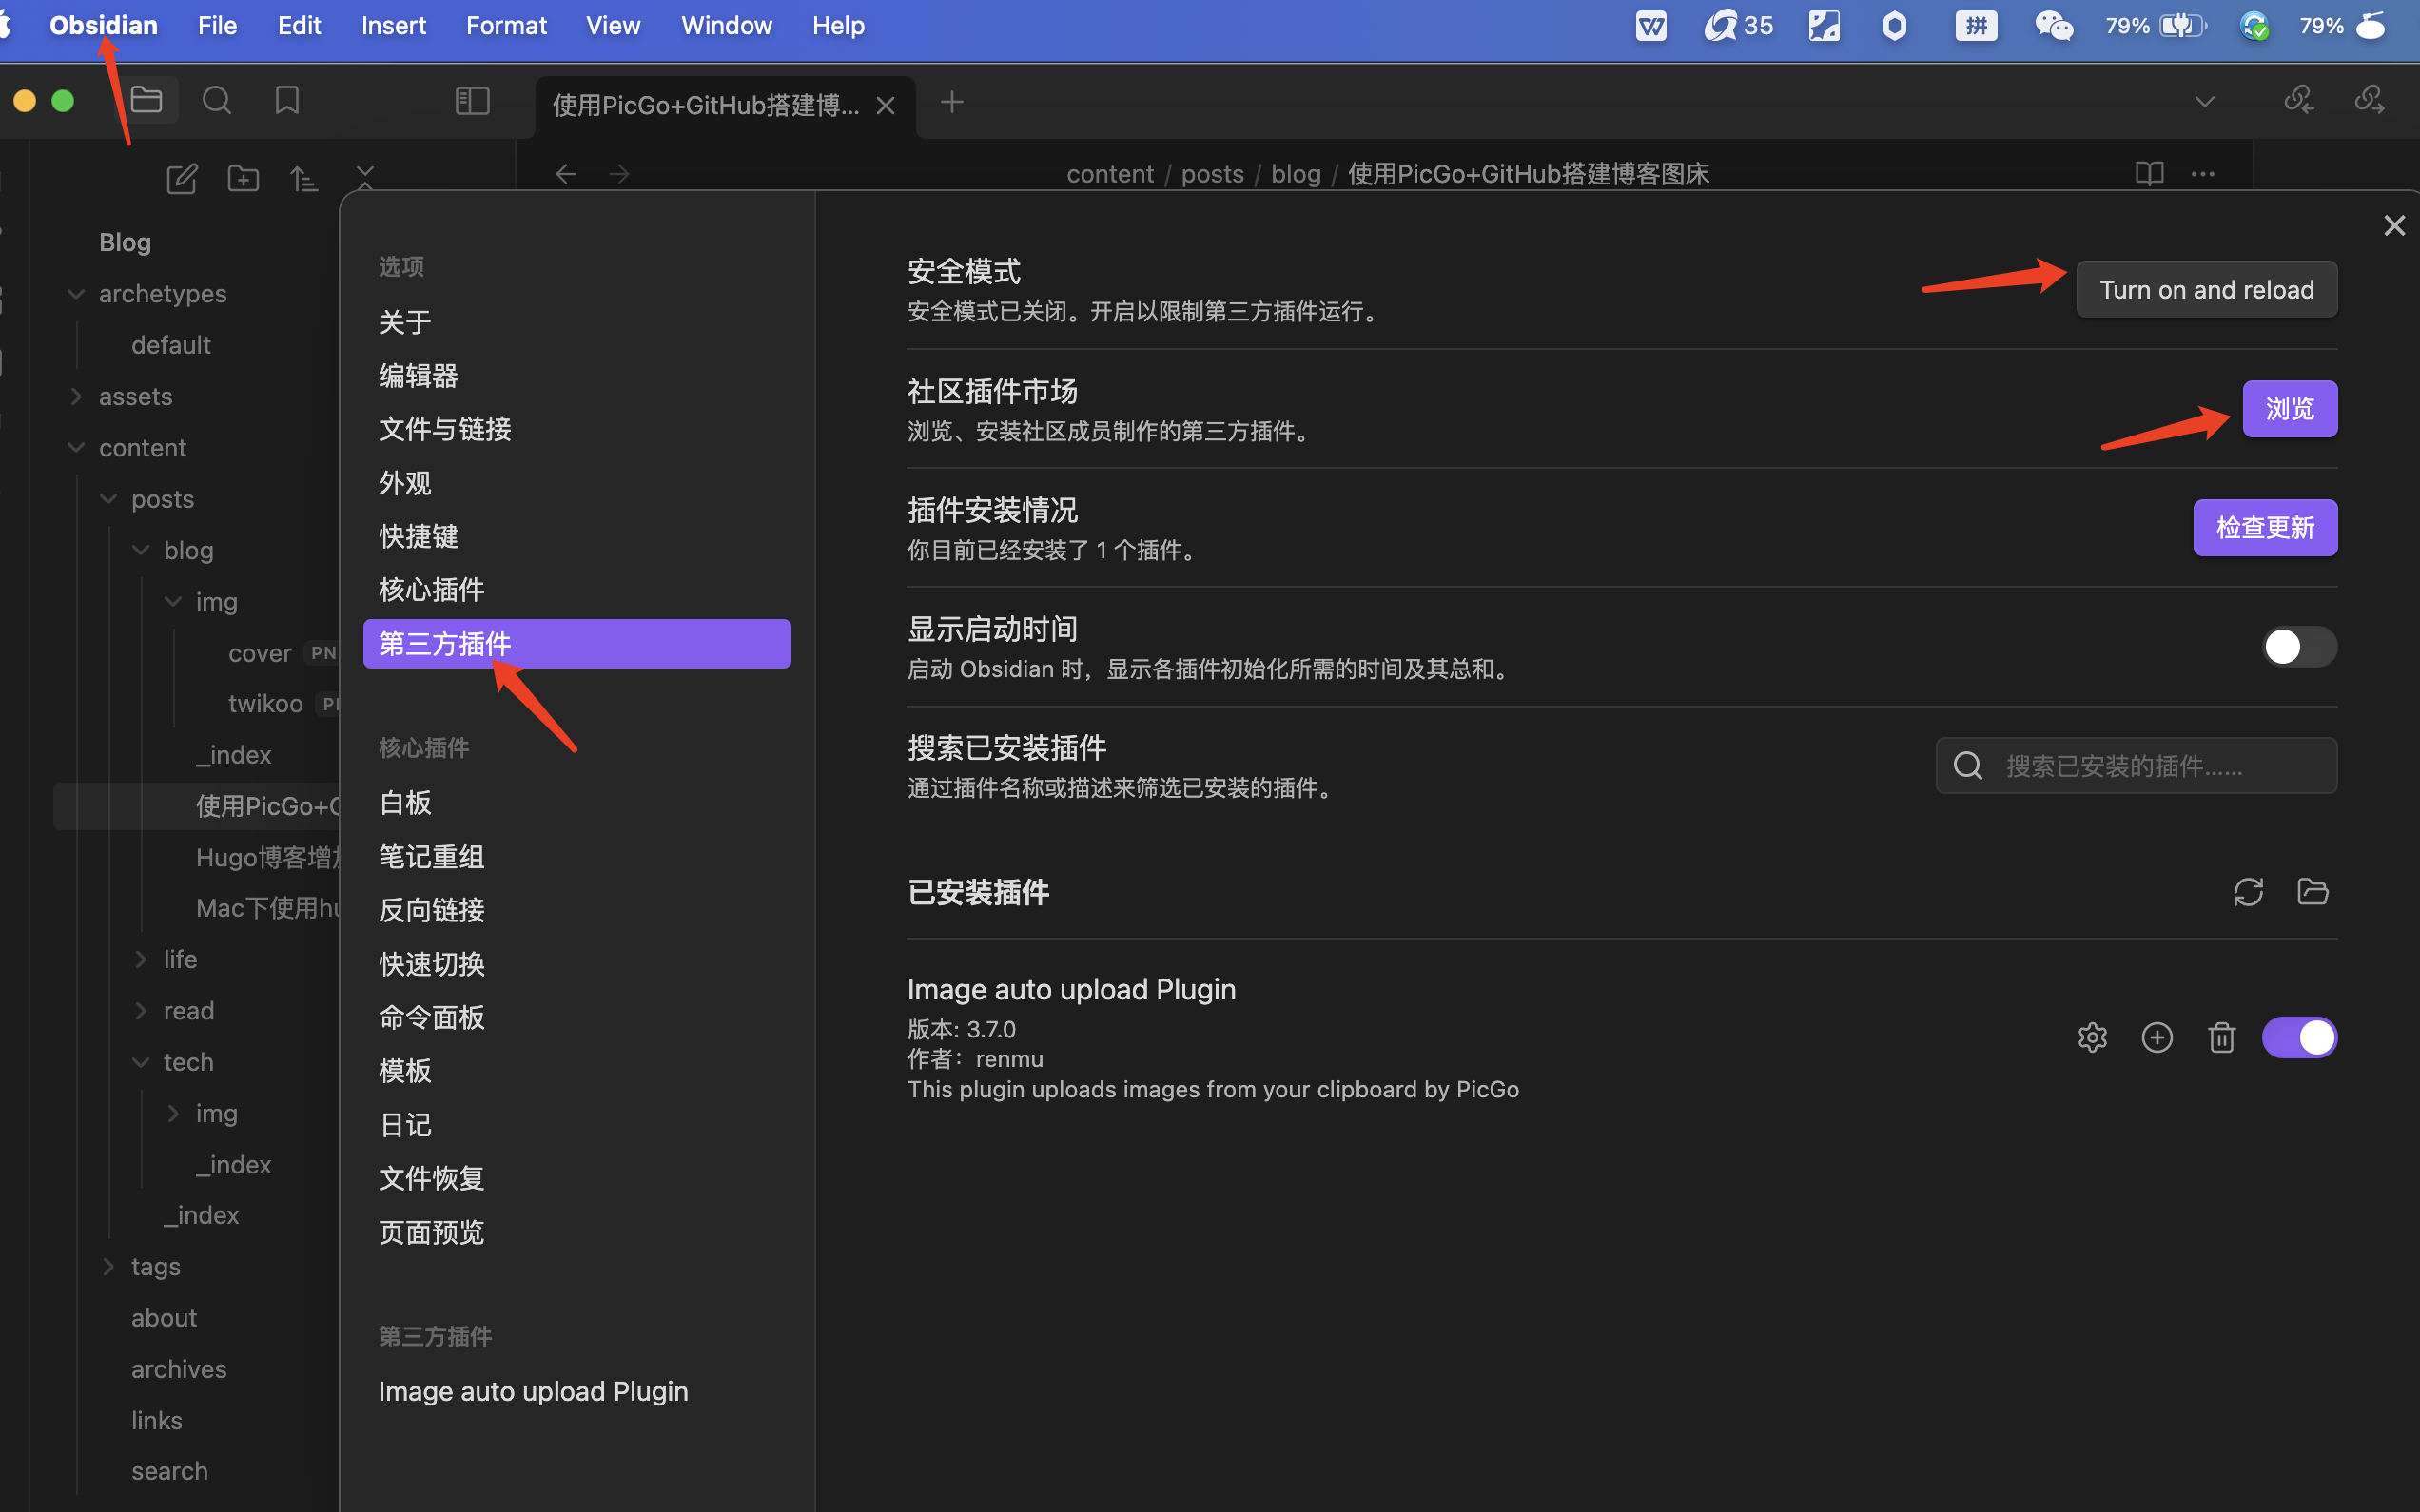 Obsidian File Edit Insert Format View Window Help 35 拼 79% 79%
使用PicGo+GitHub搭建博...
content / posts / blog / 使用PicGo+GitHub搭建博客图床
Blog
archetypes
default
assets
content
posts
blog
img
cover PN
twikoo
_index
使用PicGo+G
Hugo博客增
Mac下使用hu
life
read
tech
img
_index
_index
tags
about
archives
links
search
选项
关于
编辑器
文件与链接
外观
快捷键
核心插件
第三方插件
核心插件
白板
笔记重组
反向链接
快速切换
命令面板
模板
日记
文件恢复
页面预览
第三方插件
Image auto upload Plugin
安全模式
安全模式已关闭。开启以限制第三方插件运行。
Turn on and reload
社区插件市场
浏览、安装社区成员制作的第三方插件。
浏览
插件安装情况
你目前已经安装了 1 个插件。
检查更新
显示启动时间
启动 Obsidian 时，显示各插件初始化所需的时间及其总和。
搜索已安装插件
通过插件名称或描述来筛选已安装的插件。
搜索已安装的插件......
已安装插件
Image auto upload Plugin
版本: 3.7.0
作者：renmu
This plugin uploads images from your clipboard by PicGo